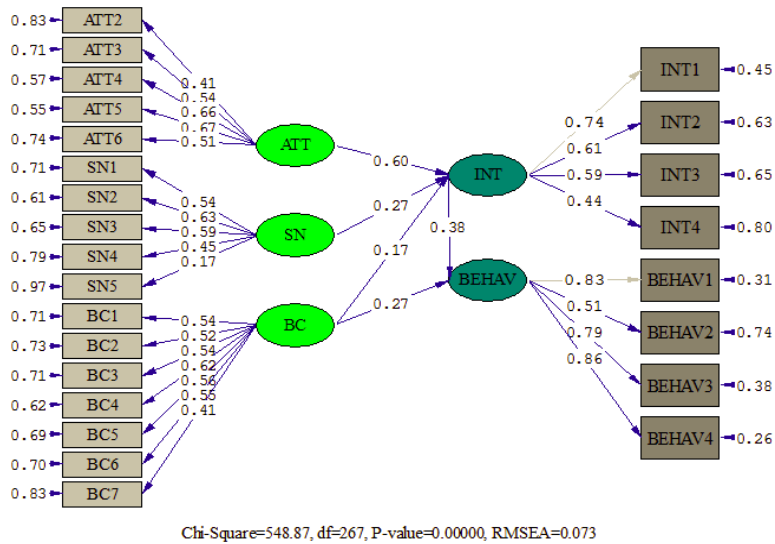 0.83 ATT2
0.71 ATT3
0.57 ATT4
0.55 ATT5
0.74 ATT6
0.71 SN1
0.61 SN2
0.65 SN3
0.79 SN4
0.97 SN5
0.71 BC1
0.73 BC2
0.71 BC3
0.62 BC4
0.69 BC5
0.70 BC6
0.83 BC7
0.41
0.54
0.66
0.67
0.51
0.54
0.63
0.59
0.45
0.17
0.54
0.52
0.54
0.62
0.56
0.55
0.41
ATT
SN
BC
0.60
0.27
0.17
0.27
0.38
INT
BEHAV
0.74
0.61
0.59
0.44
0.83
0.51
0.79
0.86
INT1 0.45
INT2 0.63
INT3 0.65
INT4 0.80
BEHAV1 0.31
BEHAV2 0.74
BEHAV3 0.38
BEHAV4 0.26
Chi-Square=548.87, df=267, P-value=0.00000, RMSEA=0.073